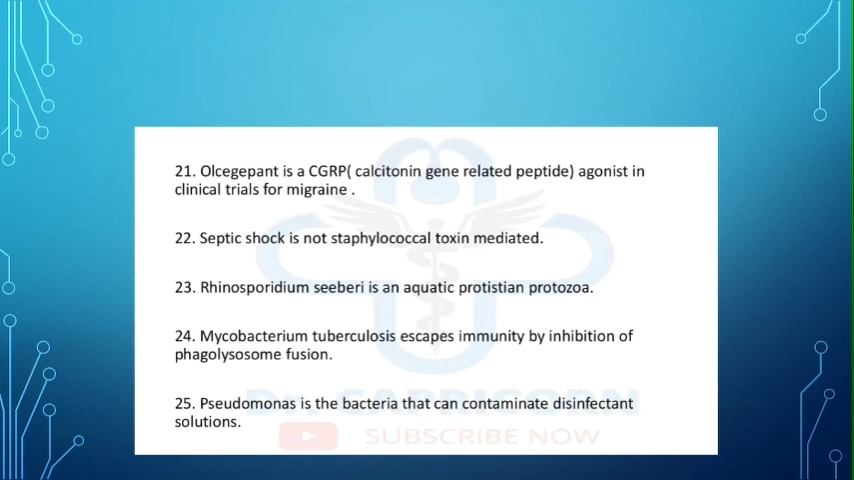 21. Olcegepant is a CGRP( calcitonin gene related peptide) agonist in
clinical trials for migraine .
22. Septic shock is not staphylococcal toxin mediated.
23. Rhinosporidium seeberi is an aquatic protistian protozoa.
24. Mycobacterium tuberculosis escapes immunity by inhibition of
phagolysosome fusion.
25. Pseudomonas is the bacteria that can contaminate disinfectant
solutions.
Dr. CAPRICORN
SUBSCRIBE NOW